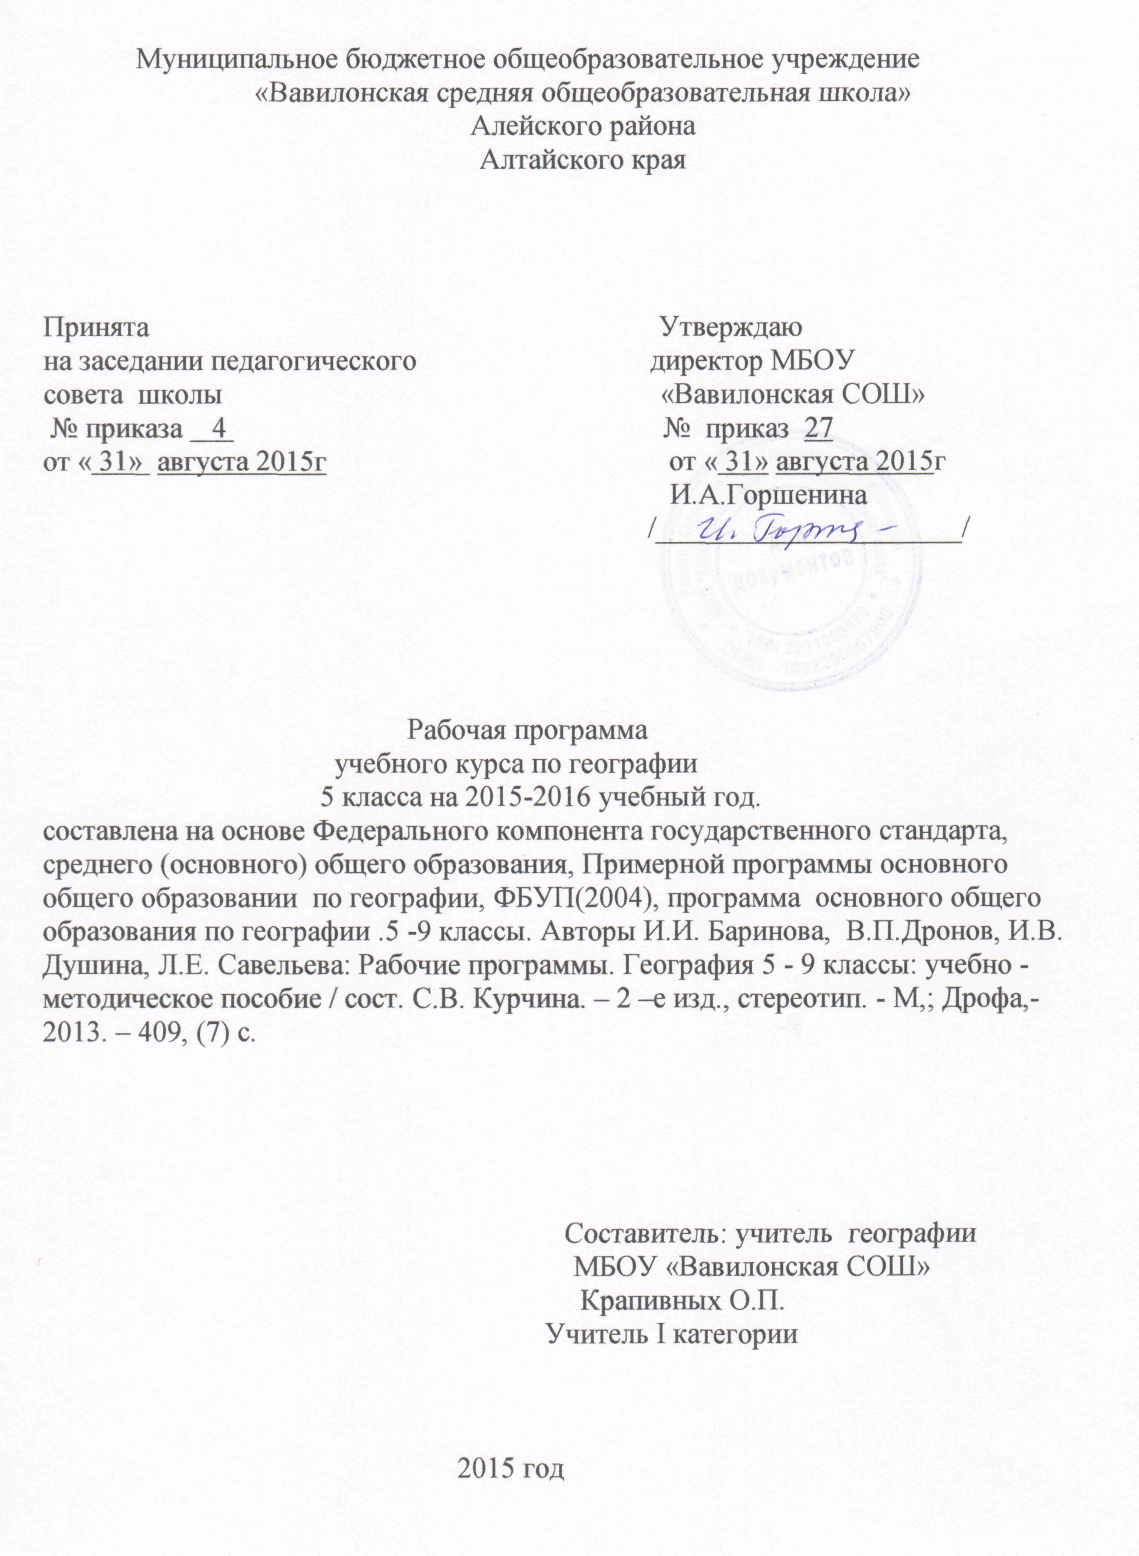 Муниципальное бюджетное общеобразовательное учреждение
«Вавилонская средняя общеобразовательная школа»
Алейского района
Алтайского края
Принята
на заседании педагогического
совета школы
№ приказа 4
от « 31» августа 2015г
Утверждаю
директор МБОУ
«Вавилонская СОШ»
№ приказ 27
от « 31» августа 2015г
И.А.Горшенина
/ /
документов
Рабочая программа
учебного курса по географии
5 класса на 2015-2016 учебный год.
составлена на основе Федерального компонента государственного стандарта,
среднего (основного) общего образования, Примерной программы основного
общего образовании по географии, ФБУП(2004), программа основного общего
образования по географии .5 -9 классы. Авторы И.И. Баринова, В.П.Дронов, И.В.
Душина, Л.Е. Савельева: Рабочие программы. География 5 - 9 классы: учебно -
методическое пособие / сост. С.В. Курчина. – 2 –е изд., стереотип. - М,; Дрофа,-
2013. – 409, (7) с.
Составитель: учитель географии
МБОУ «Вавилонская СОШ»
Крапивных О.П.
Учитель I категории
2015 год